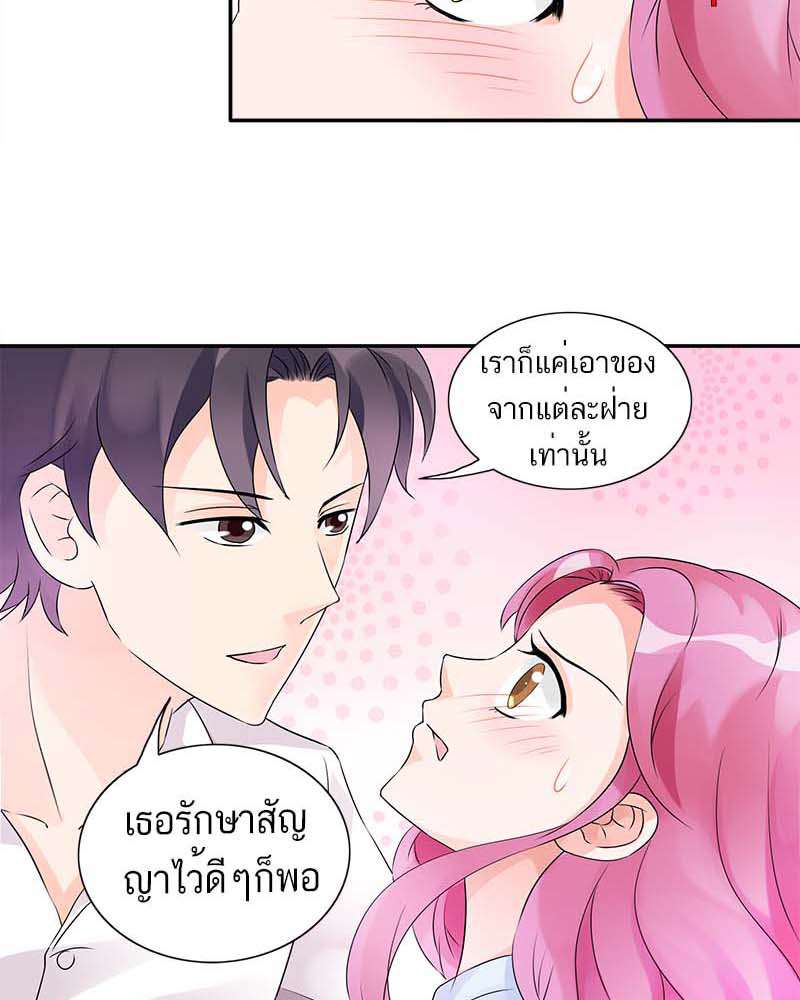 เราก็แค่เอาของ
จากแต่ละฝ่าย
เท่านั้น
เธอรักษาสัญ
ญาไว้ดีๆก็พอ